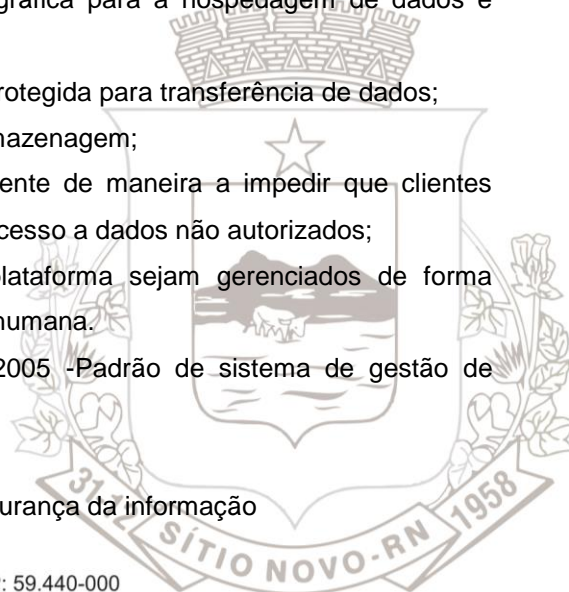 gráfica para a hospedagem de dados e
rotegida para transferência de dados;
mazenagem;
ente de maneira a impedir que clientes
cesso a dados não autorizados;
plataforma sejam gerenciados de forma
humana.
2005 -Padrão de sistema de gestão de
urança da informação
31-12 SÍTIO NOVO-RN 1958
: 59.440-000